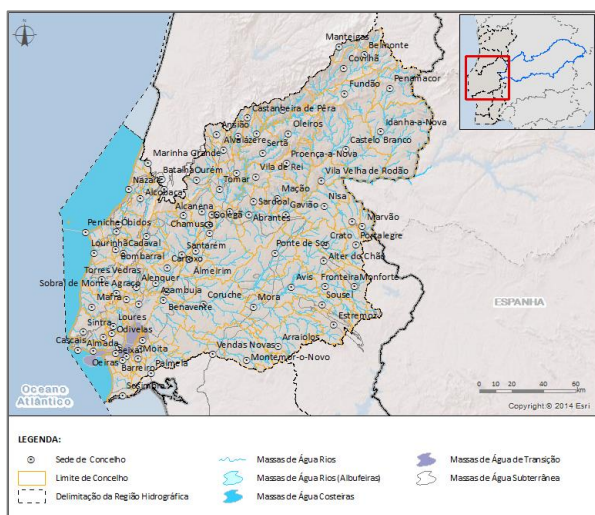 N
Manteigas
Belmonte
Covilhã
Penamacor
Fundão
Castanheira de Pêra
Idanha-a-Nova
Ansião
Oleiros
Alvaiázere
Sertã
Castelo Branco
Marinha Grande
Proença-a-Nova
Batalha
Ourém
Vila de Rei
Vila Velha de Rodão
Nazaré
Tomar
Mação
Alcobaça
Nisa
Alcanena
Sardoal
Gavião
Golegã
Abrantes
Marvão
Peniche
Óbidos
Chamusca
Crato
Portalegre
Lourinhã
Cadaval
Santarém
Ponte de Sor
Bombarral
Cartaxo
Alter do Chão
Torres Vedras
Almeirim
Alenquer
Avis
Fronteira
Monforte
Sobral de Monte Agraço
Azambuja
Coruche
Sousel
Mafra
Benavente
Mora
ESPANHA
Loures
Estremoz
Sintra
Odivelas
Cascais
Almada
Arraiolos
Seixal
Moita
Vendas Novas
Oeiras
Montemor-o-Novo
Barreiro
Palmela
Oceano
Atlântico
Sesimbra
0 10 20 40 60
km
Copyright © 2014 Esri
LEGENDA:
Sede de Concelho
Massas de Água Rios
Massas de Água de Transição
Limite de Concelho
Massas de Água Rios (Albufeiras)
Massas de Água Subterrânea
Delimitação da Região Hidrográfica
Massas de Água Costeiras